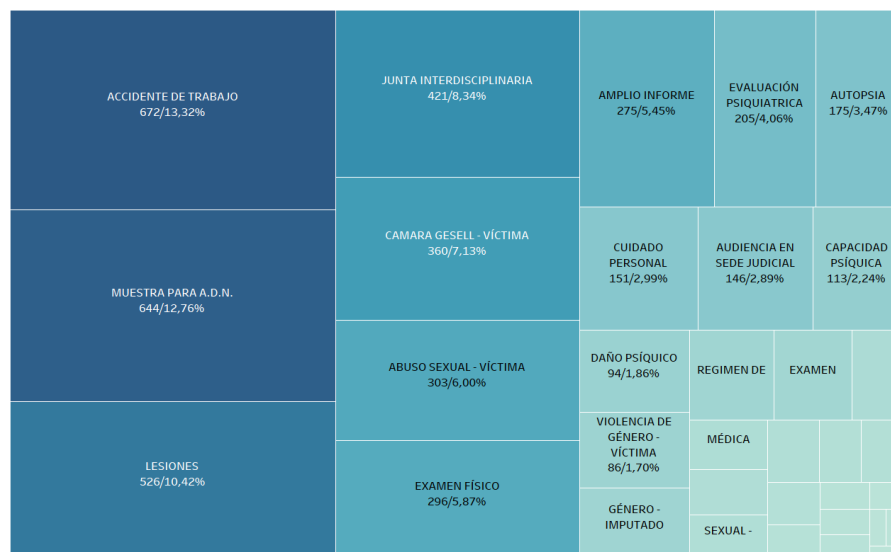 ACCIDENTE DE TRABAJO
672/13,32%
MUESTRA PARA A.D.N.
644/12,76%
LESIONES
526/10,42%
JUNTA INTERDISCIPLINARIA
421/8,34%
CAMARA GESELL - VÍCTIMA
360/7,13%
ABUSO SEXUAL - VÍCTIMA
303/6,00%
EXAMEN FÍSICO
296/5,87%
AMPLIO INFORME
275/5,45%
EVALUACIÓN
PSIQUIATRICA
205/4,06%
AUTOPSIA
175/3,47%
CUIDADO
PERSONAL
151/2,99%
AUDIENCIA EN
SEDE JUDICIAL
146/2,89%
CAPACIDAD
PSÍQUICA
113/2,24%
DAÑO PSÍQUICO
94/1,86%
REGIMEN DE
EXAMEN
VIOLENCIA DE
GÉNERO -
VÍCTIMA
86/1,70%
MÉDICA
GÉNERO -
IMPUTADO
SEXUAL -